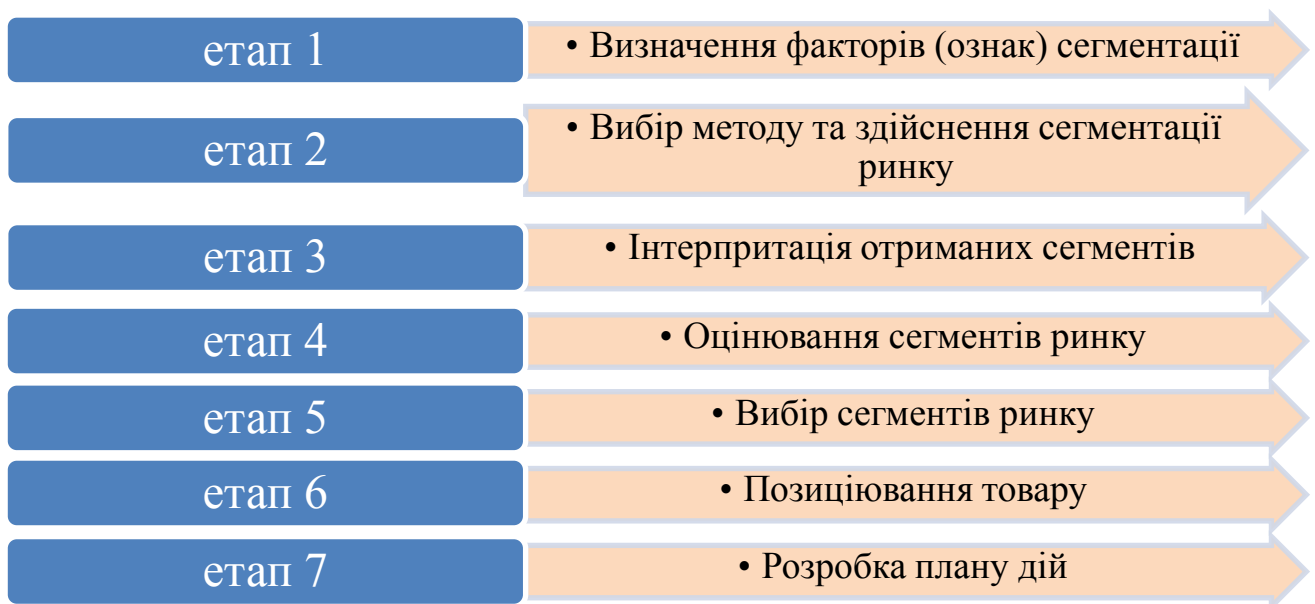 етап 1
• Визначення факторів (ознак) сегментації
етап 2
• Вибір методу та здійснення сегментації
ринку
етап 3
• Інтерпритація отриманих сегментів
етап 4
• Оцінювання сегментів ринку
етап 5
• Вибір сегментів ринку
етап 6
• Позиціювання товару
етап 7
• Розробка плану дій